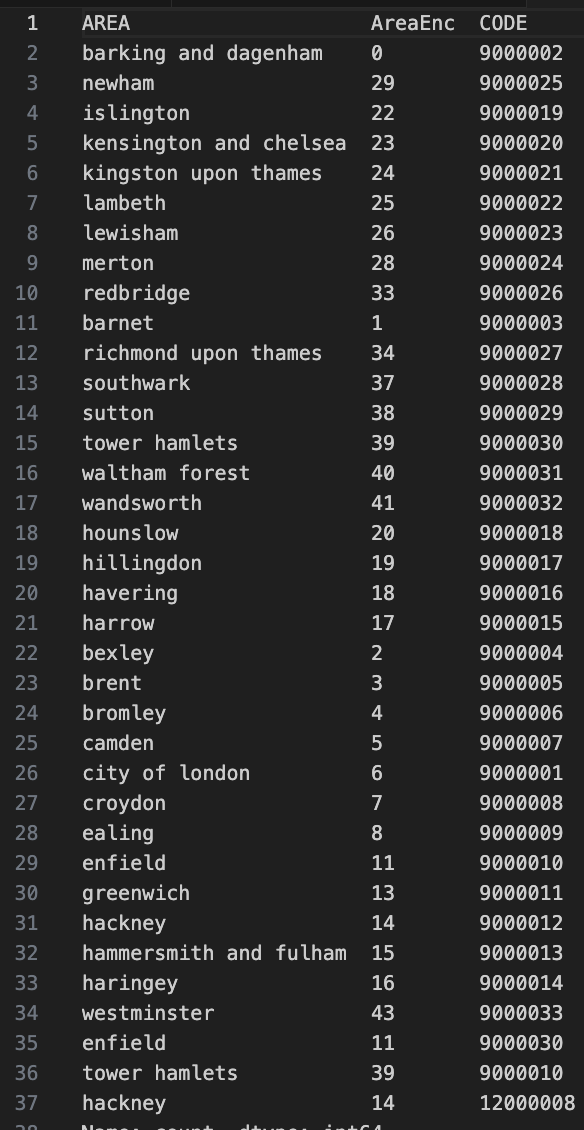 1 AREA AreaEnc CODE
2 barking and dagenham 0 9000002
3 newham 29 9000025
4 islington 22 9000019
5 kensington and chelsea 23 9000020
6 kingston upon thames 24 9000021
7 lambeth 25 9000022
8 lewisham 26 9000023
9 merton 28 9000024
10 redbridge 33 9000026
11 barnet 1 9000003
12 richmond upon thames 34 9000027
13 southwark 37 9000028
14 sutton 38 9000029
15 tower hamlets 39 9000030
16 waltham forest 40 9000031
17 wandsworth 41 9000032
18 hounslow 20 9000018
19 hillingdon 19 9000017
20 havering 18 9000016
21 harrow 17 9000015
22 bexley 2 9000004
23 brent 3 9000005
24 bromley 4 9000006
25 camden 5 9000007
26 city of london 6 9000001
27 croydon 7 9000008
28 ealing 8 9000009
29 enfield 11 9000010
30 greenwich 13 9000011
31 hackney 14 9000012
32 hammersmith and fulham 15 9000013
33 haringey 16 9000014
34 westminster 43 9000033
35 enfield 11 9000030
36 tower hamlets 39 9000010
37 hackney 14 12000008
38 Name: count, dtype: int64